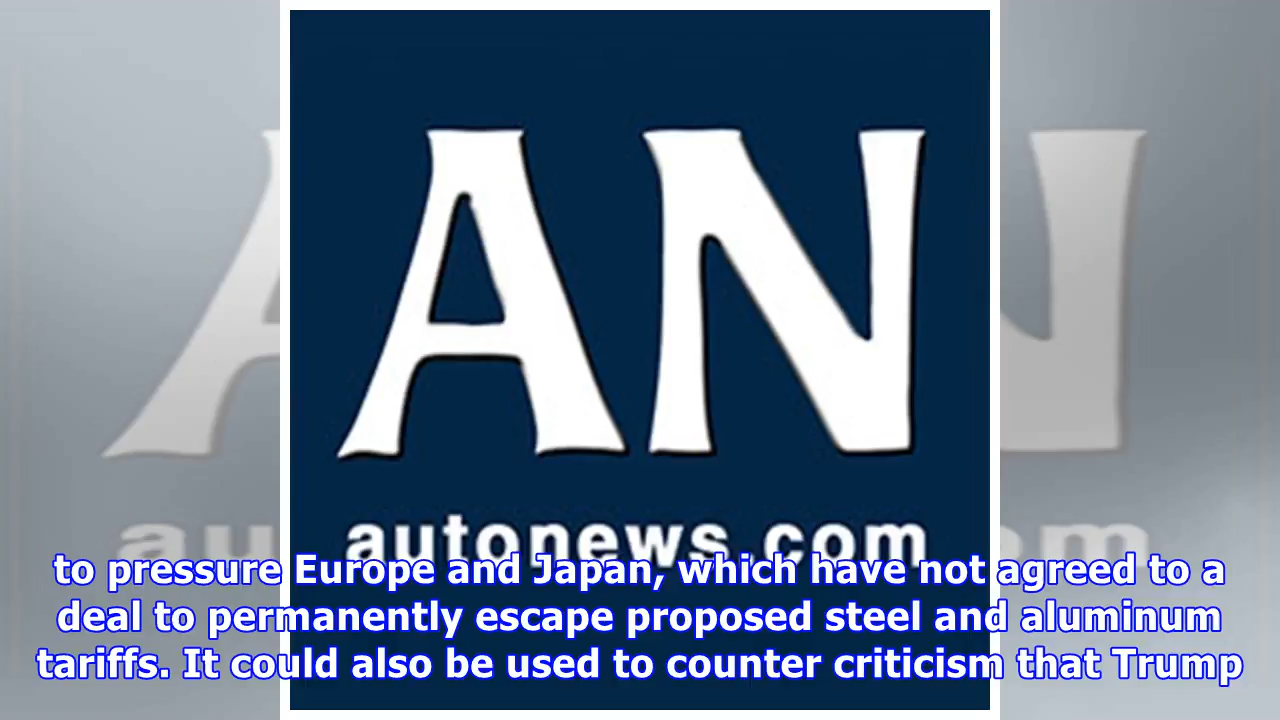 AN
autonews.com
to pressure Europe and Japan, which have not agreed to a
deal to permanently escape proposed steel and aluminum
tariffs. It could also be used to counter criticism that Trump